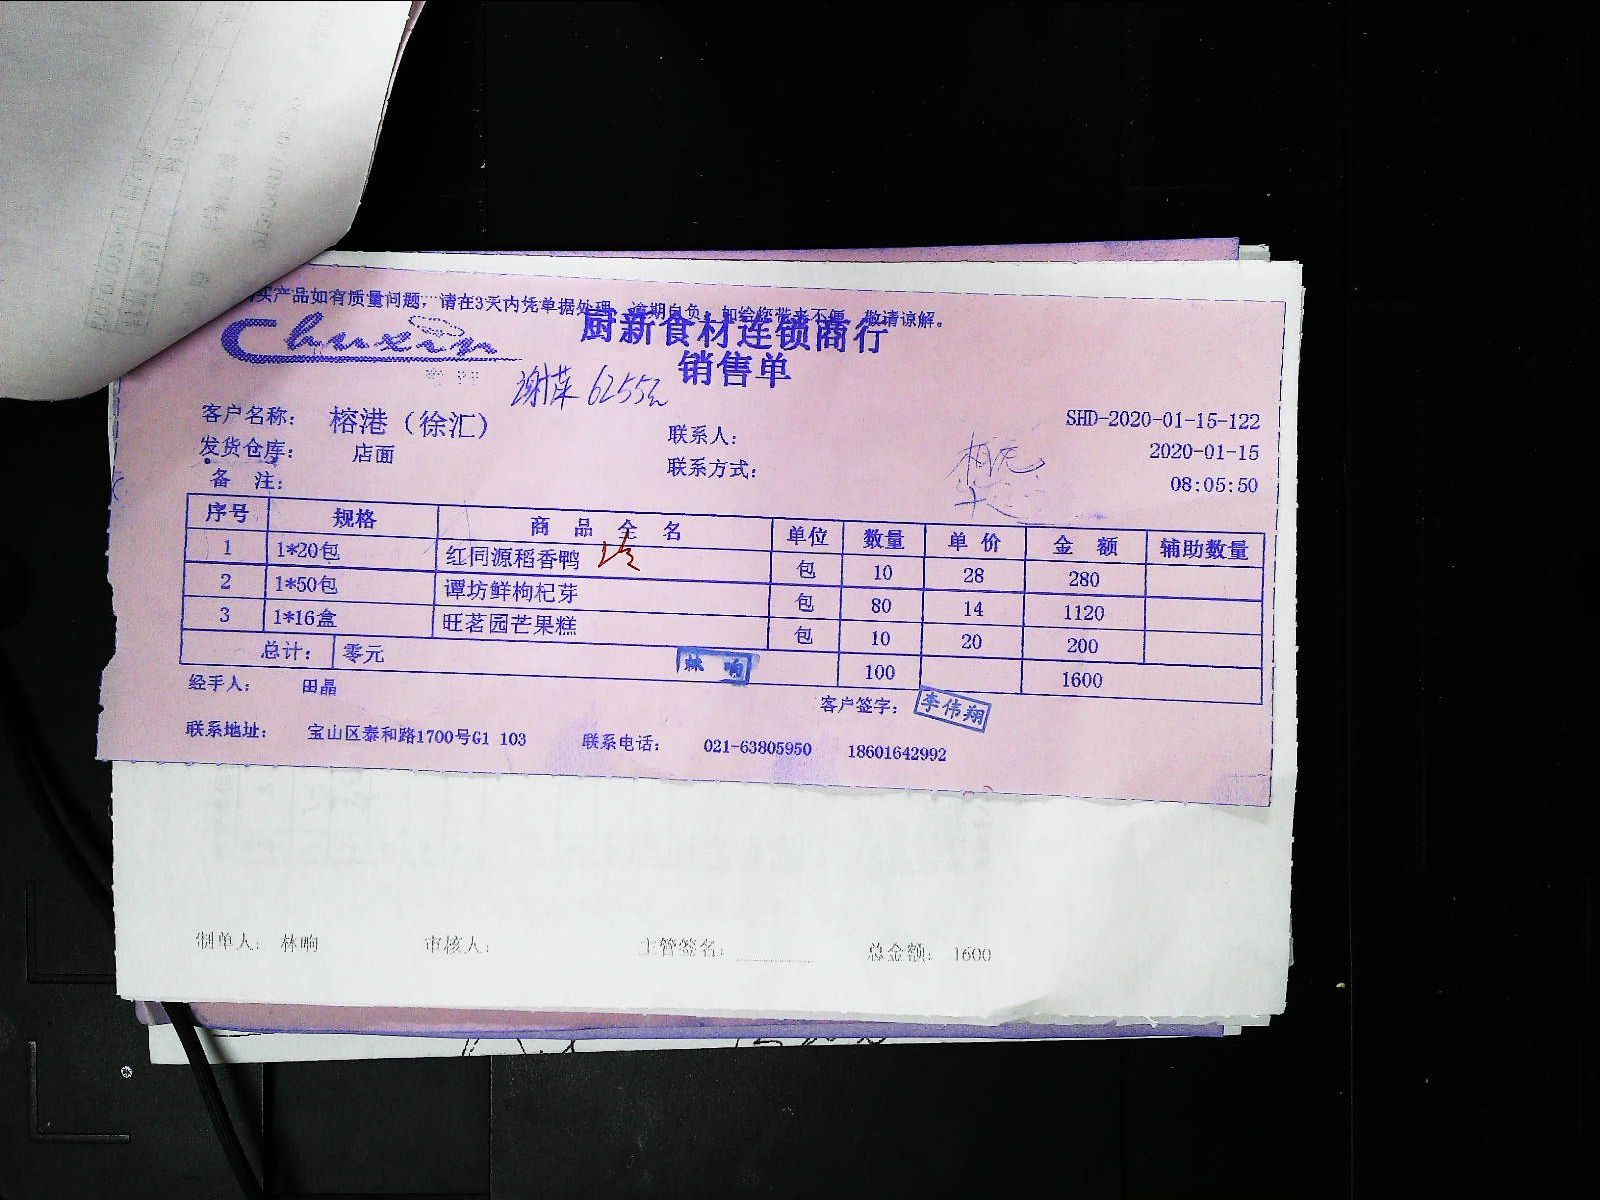 买产品如有质量问题，请在3天内凭单据处理，逾期自负。如给您带来不便，敬请谅解。
Chuxin
厨新食材连锁商行
销售单
6255元
客户名称： 榕港（徐汇） 联系人： SHD-2020-01-15-122
发货仓库： 店面 联系方式： 2020-01-15
备 注： 08:05:50
序号 规格 商 品 全 名 单位 数量 单 价 金 额 辅助数量
1 1*20包 红同源稻香鸭 包 10 28 280
2 1*50包 谭坊鲜枸杞芽 包 80 14 1120
3 1*16盒 旺茗园芒果糕 包 10 20 200
总计： 零元 林 晌 100 1600
经手人： 田晶 客户签字： 李伟翔
联系地址： 宝山区泰和路1700号G1 103 联系电话： 021-63805950 18601642992
制单人： 林晌 审核人： 主管签名： 总金额： 1600